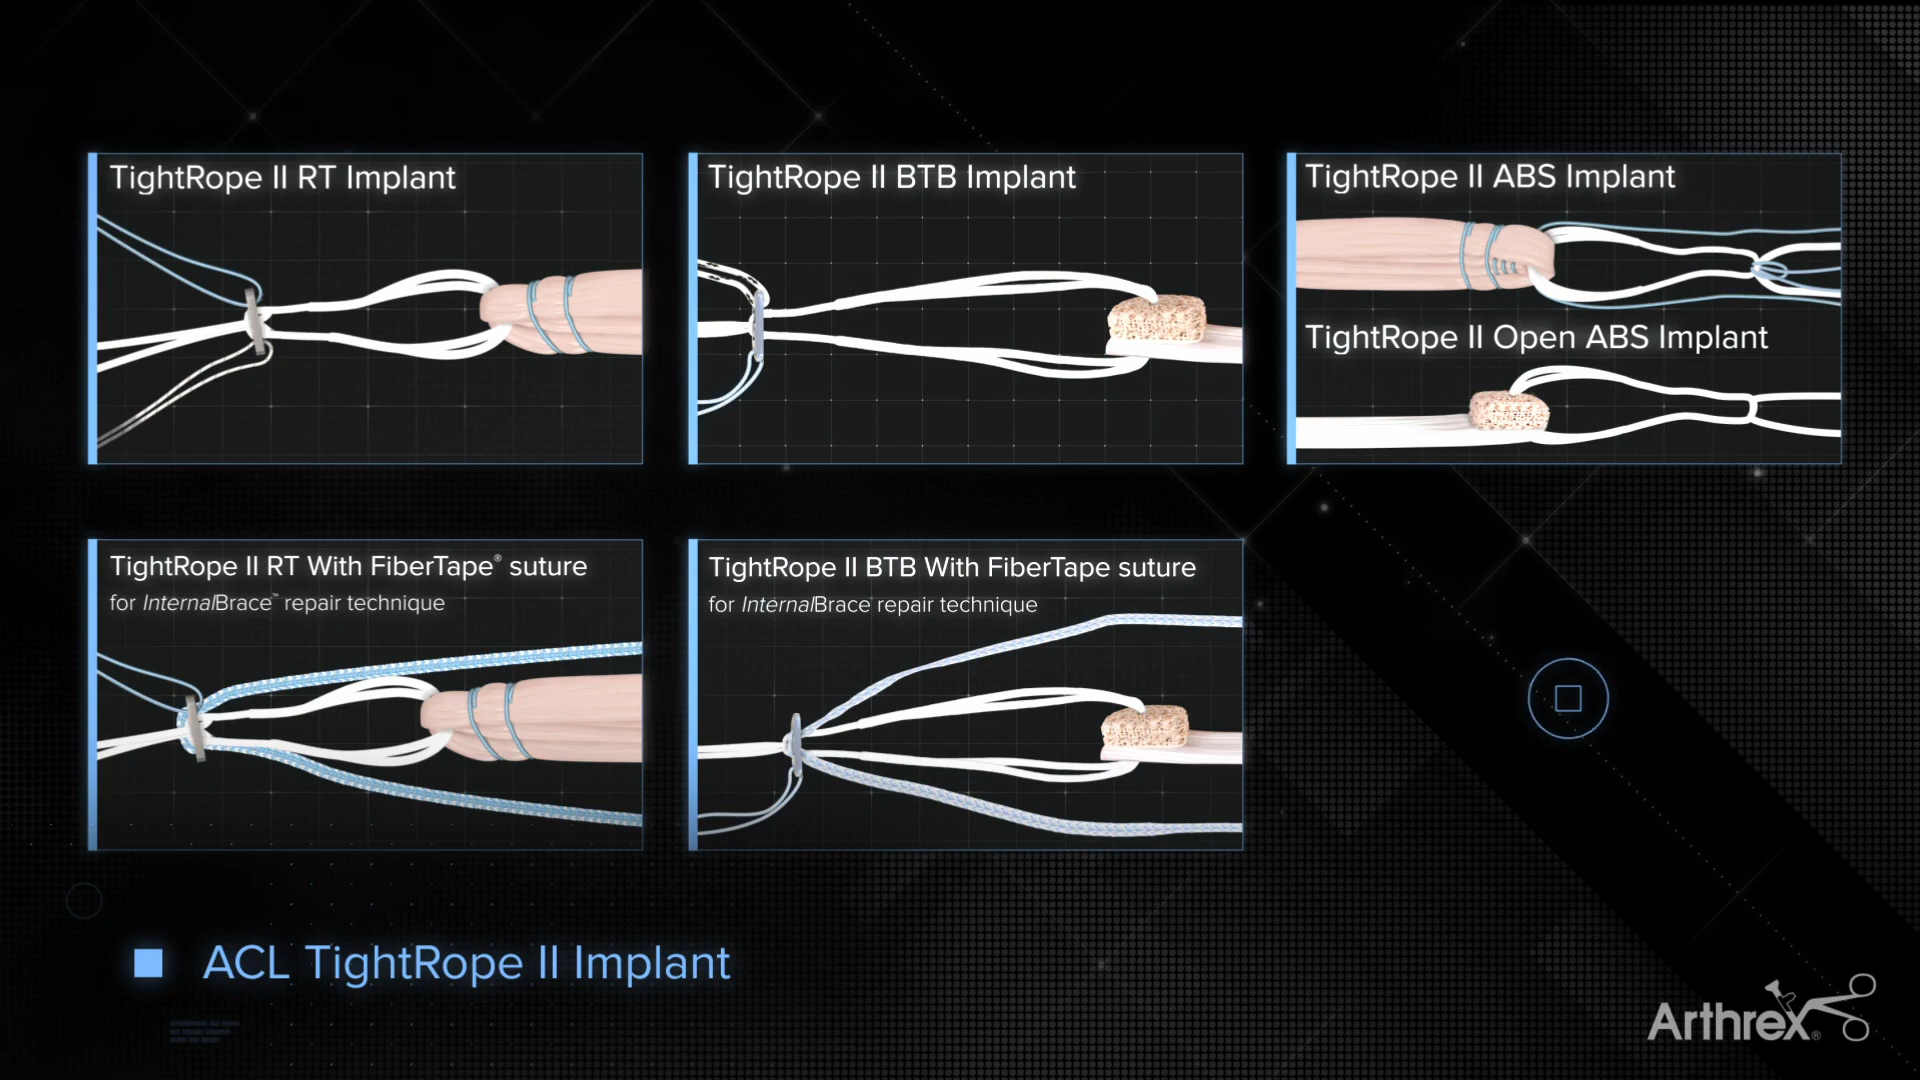 TightRope II RT Implant
TightRope II BTB Implant
TightRope II ABS Implant
TightRope II Open ABS Implant
TightRope II RT With FiberTape® suture
for InternalBrace™ repair technique
TightRope II BTB With FiberTape suture
for InternalBrace repair technique
ACL TightRope II Implant
Arthrex®